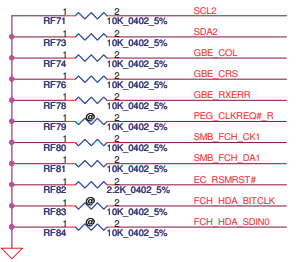 1 2 SCL2
RF71 10K_0402_5%
1 2 SDA2
RF73 10K_0402_5%
1 2 GBE_COL
RF74 10K_0402_5%
1 2 GBE_CRS
RF76 10K_0402_5%
1 2 GBE_RXERR
RF78 10K_0402_5%
1 @ 2 PEG_CLKREQ#_R
RF79 10K_0402_5%
1 2 SMB_FCH_CK1
RF80 10K_0402_5%
1 2 SMB_FCH_DA1
RF81 10K_0402_5%
1 2 EC_RSMRST#
RF82 2.2K_0402_5%
1 @ 2 FCH_HDA_BITCLK
RF83 10K_0402_5%
1 @ 2 FCH_HDA_SDIN0
RF84 10K_0402_5%